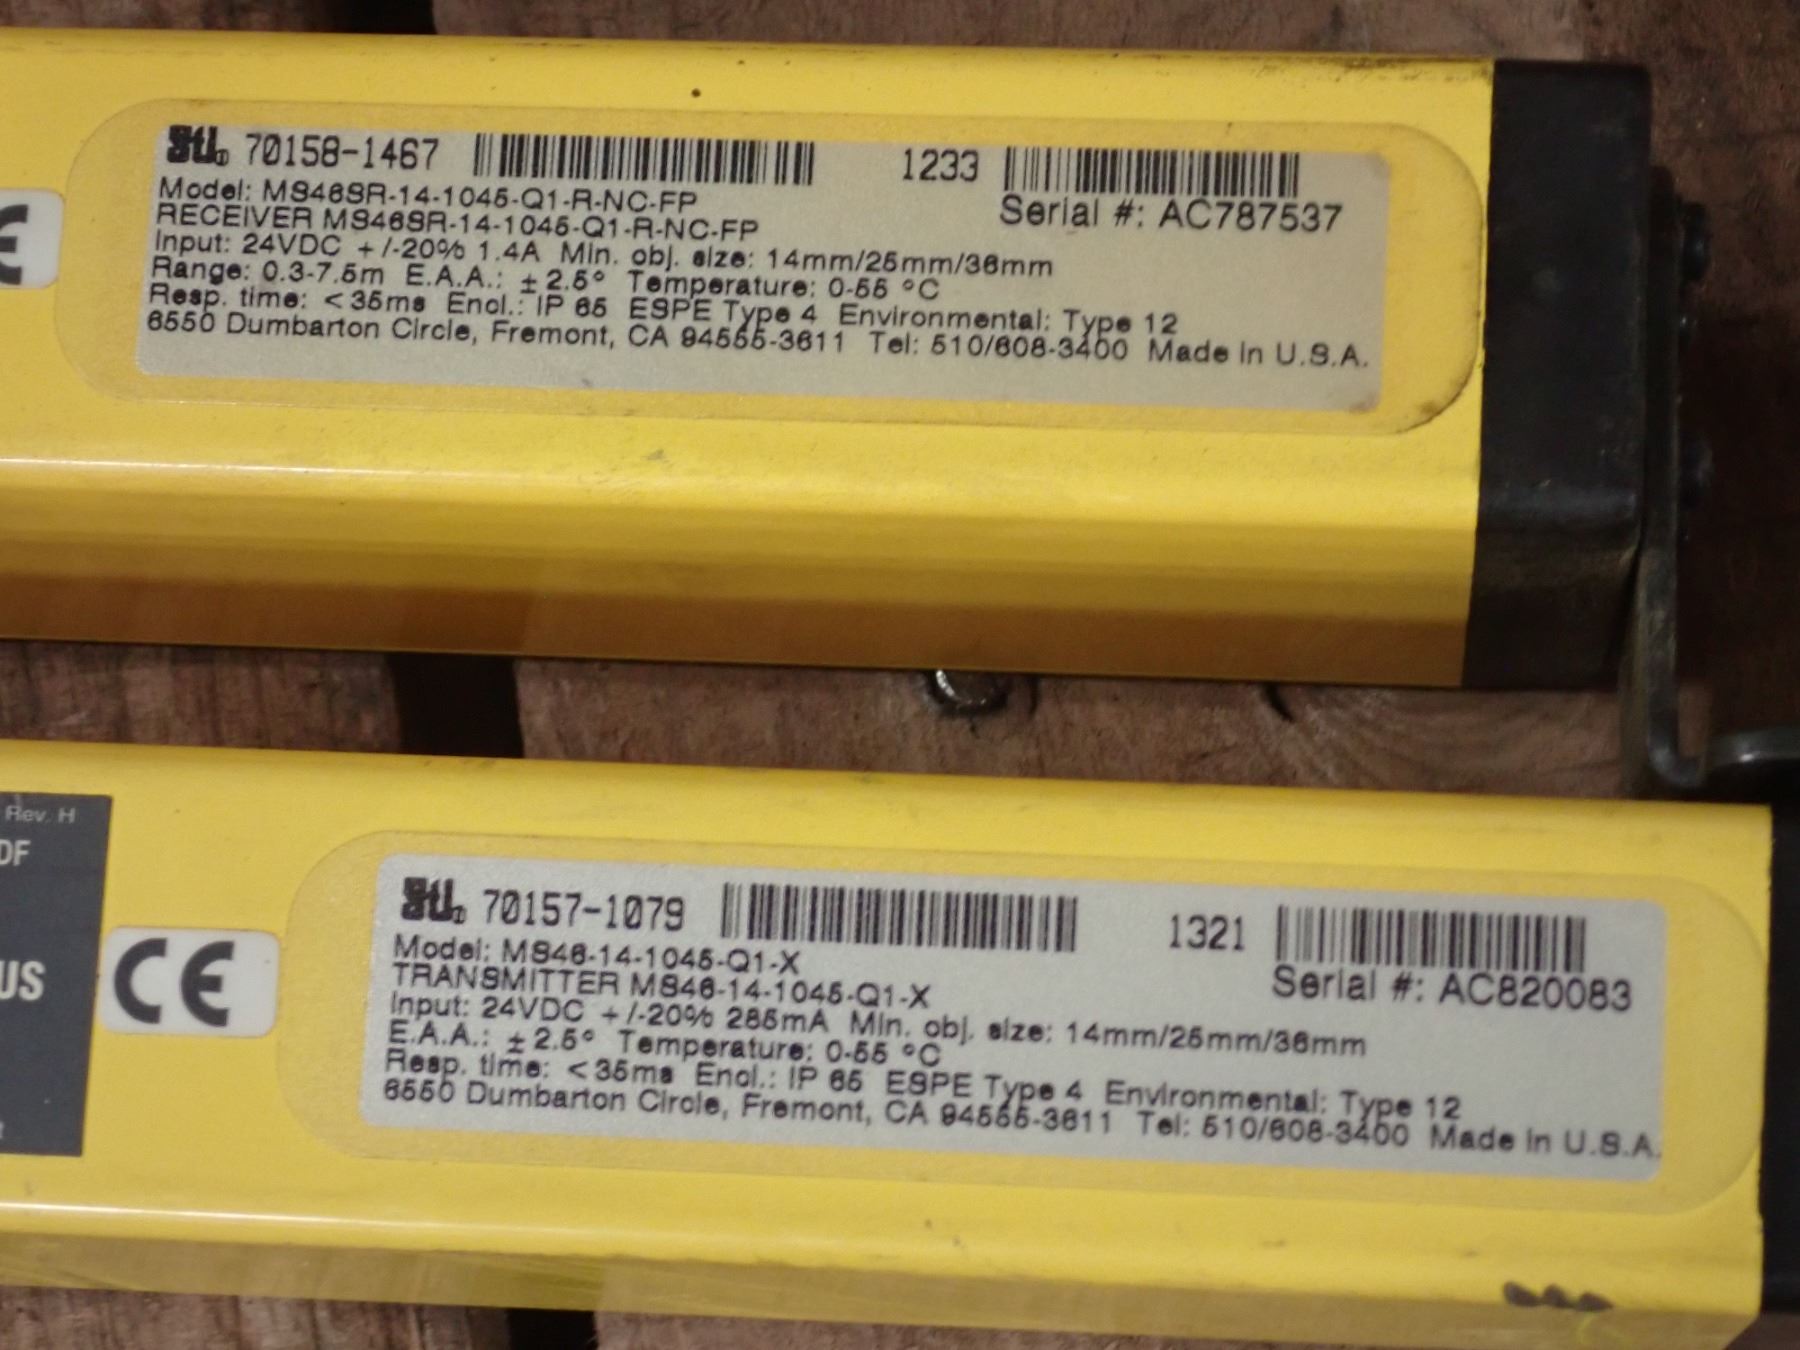 STI 70158-1467 1233
Model: MS46SR-14-1045-Q1-R-NC-FP Serial #: AC787537
RECEIVER MS46SR-14-1045-Q1-R-NC-FP
Input: 24VDC +/-20% 1.4A Min. obj. size: 14mm/25mm/36mm
Range: 0.3-7.5m E.A.A.: ±2.5° Temperature: 0-55 °C
Resp. time: <35ms Encl.: IP 65 ESPE Type 4 Environmental: Type 12
6550 Dumbarton Circle, Fremont, CA 94555-3611 Tel: 510/608-3400 Made in U.S.A.
CE
Rev. H
DF
US
CE
STI 70157-1079 1321
Model: MS46-14-1045-Q1-X Serial #: AC820083
TRANSMITTER MS46-14-1045-Q1-X
Input: 24VDC +/-20% 285mA Min. obj. size: 14mm/25mm/36mm
E.A.A.: ±2.5° Temperature: 0-55 °C
Resp. time: <35ms Encl.: IP 65 ESPE Type 4 Environmental: Type 12
6550 Dumbarton Circle, Fremont, CA 94555-3611 Tel: 510/608-3400 Made in U.S.A.